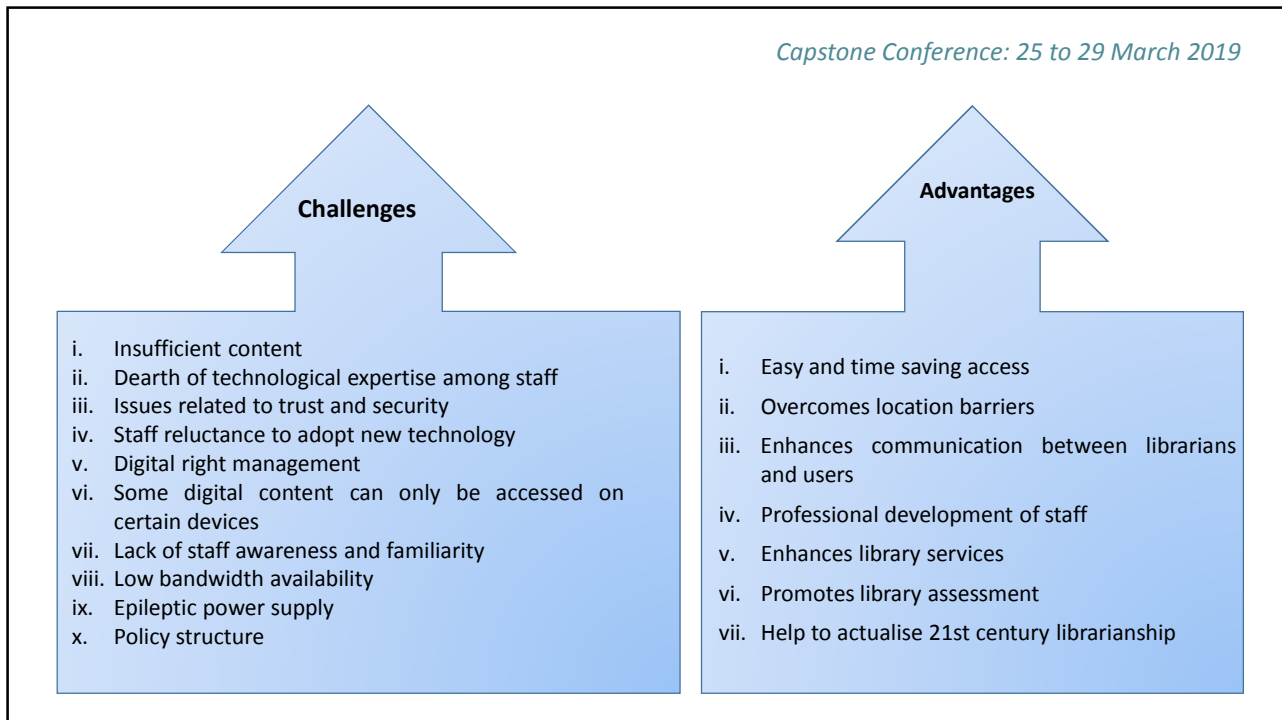 Capstone Conference: 25 to 29 March 2019
Challenges
i. Insufficient content
ii. Dearth of technological expertise among staff
iii. Issues related to trust and security
iv. Staff reluctance to adopt new technology
v. Digital right management
vi. Some digital content can only be accessed on
certain devices
vii. Lack of staff awareness and familiarity
viii. Low bandwidth availability
ix. Epileptic power supply
x. Policy structure
Advantages
i. Easy and time saving access
ii. Overcomes location barriers
iii. Enhances communication between librarians
and users
iv. Professional development of staff
v. Enhances library services
vi. Promotes library assessment
vii. Help to actualise 21st century librarianship